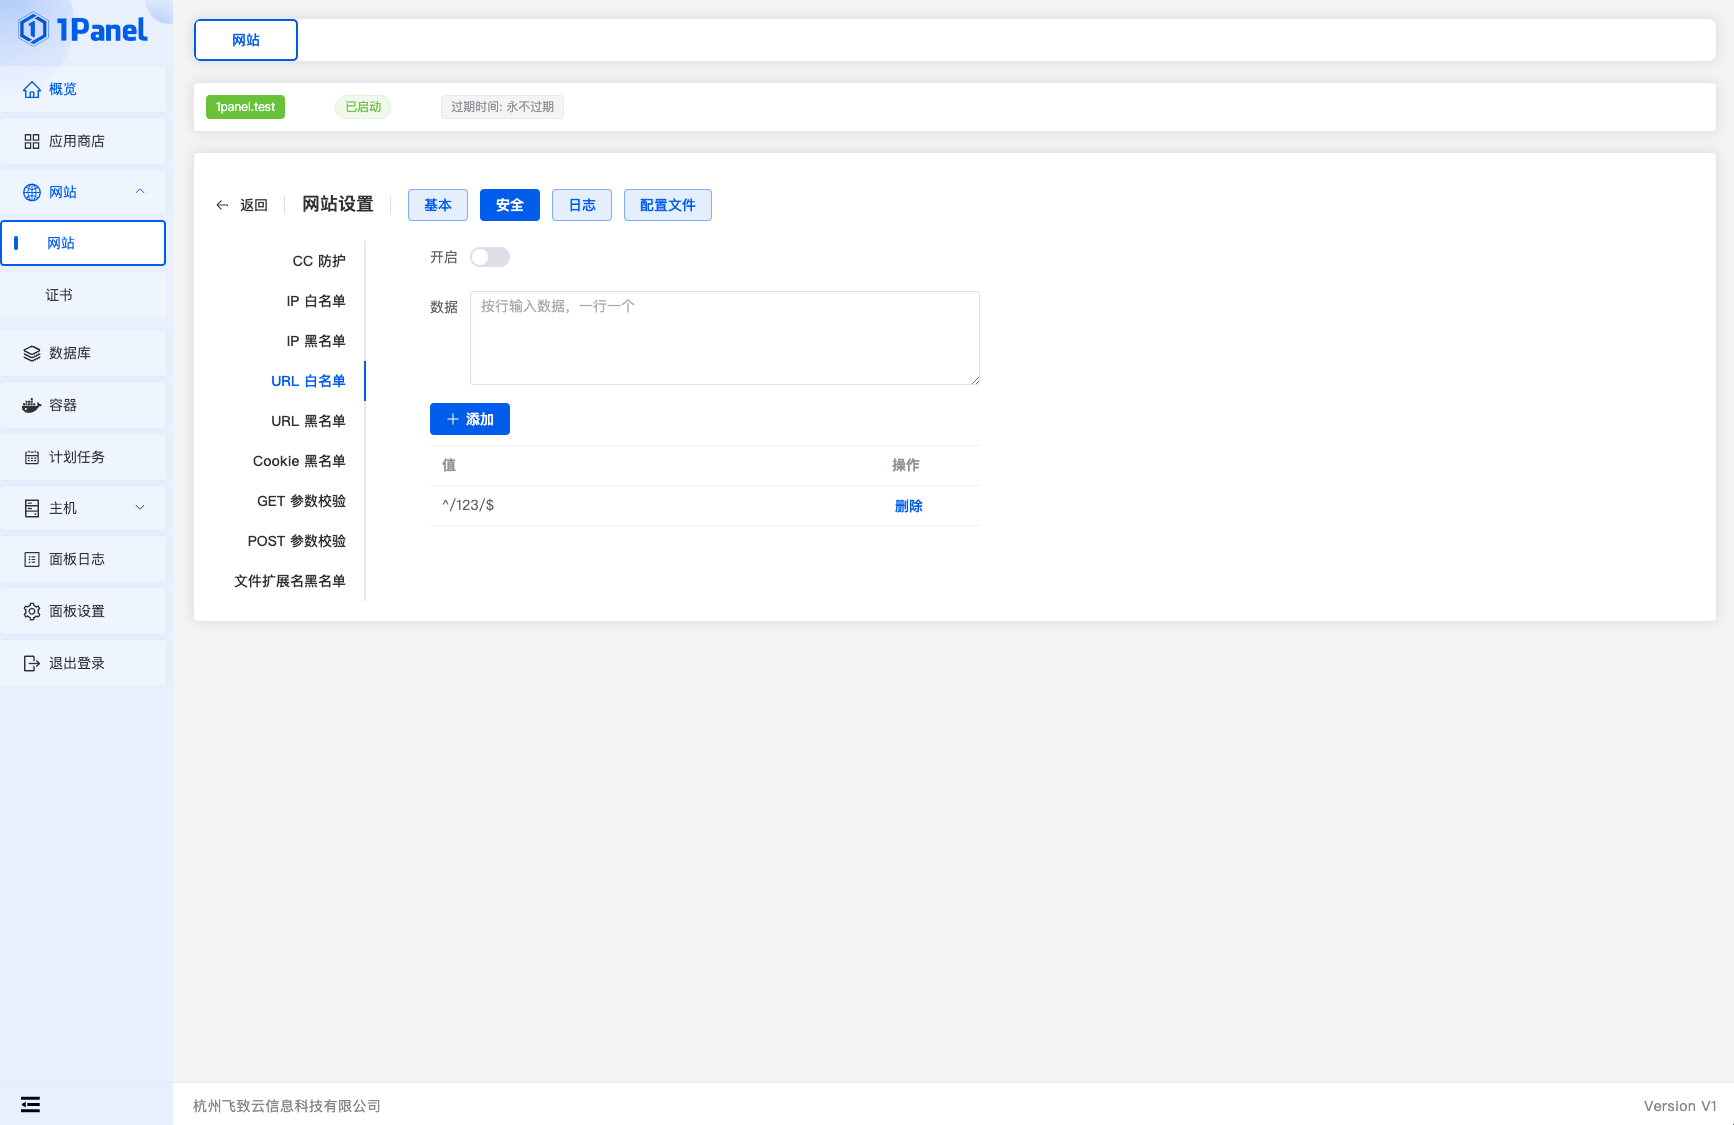 1Panel
概览
应用商店
网站
网站
证书
数据库
容器
计划任务
主机
面板日志
面板设置
退出登录
网站
1panel.test
已启动
过期时间: 永不过期
返回
网站设置
基本
安全
日志
配置文件
CC 防护
IP 白名单
IP 黑名单
URL 白名单
URL 黑名单
Cookie 黑名单
GET 参数校验
POST 参数校验
文件扩展名黑名单
开启
数据
按行输入数据，一行一个
添加
值 操作
^/123/$ 删除
杭州飞致云信息科技有限公司
Version V1